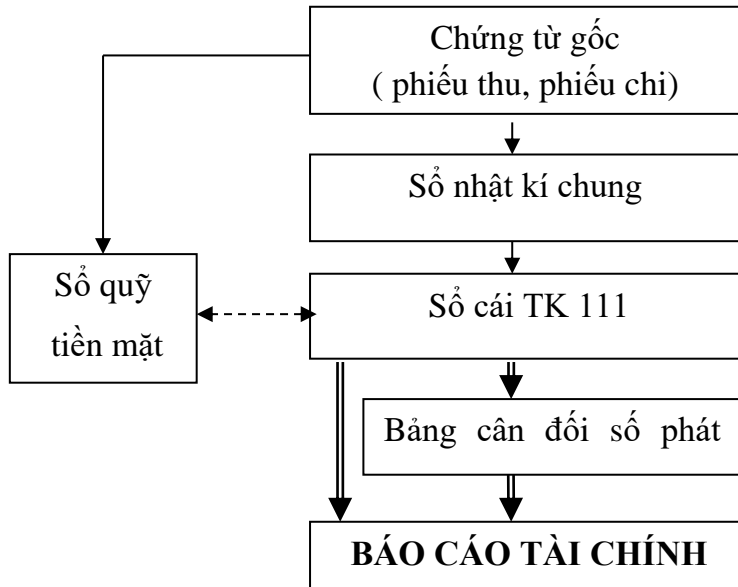 Chứng từ gốc
( phiếu thu, phiếu chi)
Sổ nhật kí chung
Sổ quỹ
tiền mặt
Sổ cái TK 111
Bảng cân đối số phát
BÁO CÁO TÀI CHÍNH